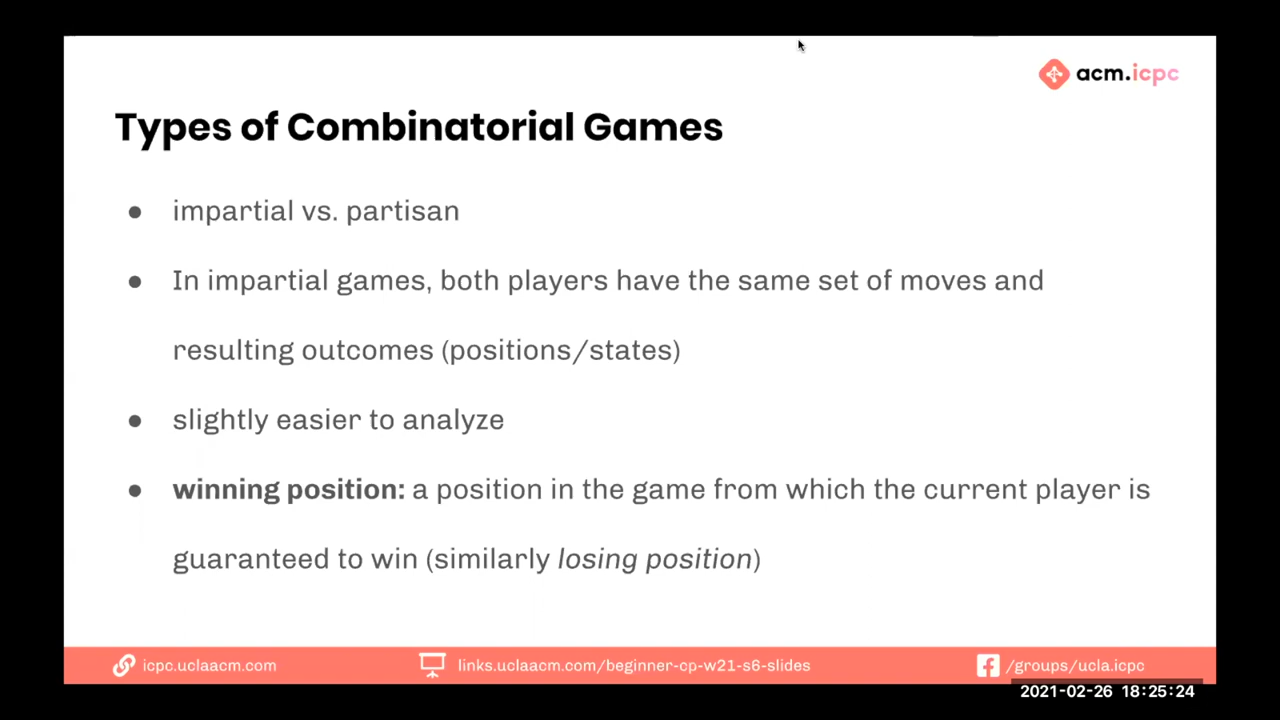 acm.icpc
Types of Combinatorial Games
● impartial vs. partisan
● In impartial games, both players have the same set of moves and
resulting outcomes (positions/states)
● slightly easier to analyze
● winning position: a position in the game from which the current player is
guaranteed to win (similarly losing position)
icpc.uclaacm.com
links.uclaacm.com/beginner-cp-w21-s6-slides
/groups/ucla.icpc
2021-02-26 18:25:24